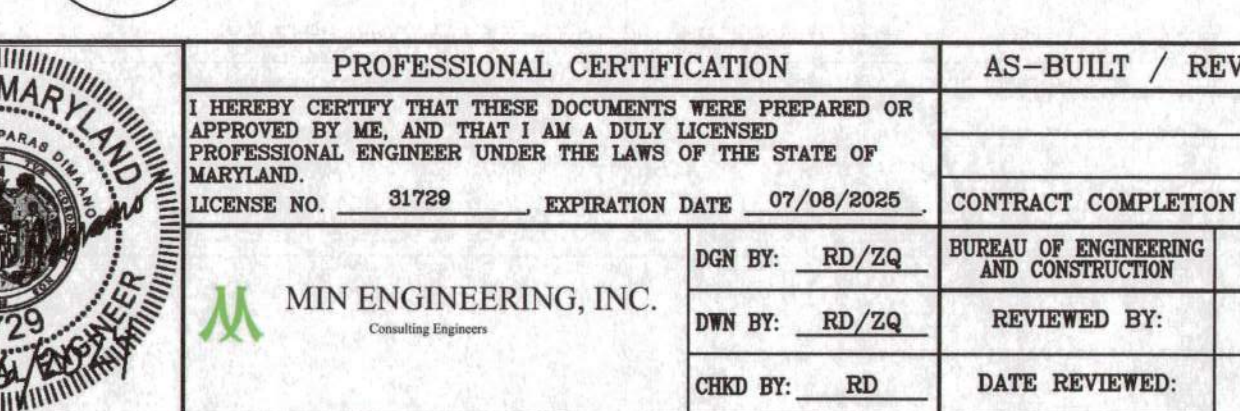 MARYLAND
PARAS DIMAANO
29
PROFESSIONAL CERTIFICATION
I HEREBY CERTIFY THAT THESE DOCUMENTS WERE PREPARED OR
APPROVED BY ME, AND THAT I AM A DULY LICENSED
PROFESSIONAL ENGINEER UNDER THE LAWS OF THE STATE OF
MARYLAND.
LICENSE NO. 31729, EXPIRATION DATE 07/08/2025.
MIN ENGINEERING, INC.
Consulting Engineers
DGN BY: RD/ZQ
DWN BY: RD/ZQ
CHKD BY: RD
AS-BUILT / REV
CONTRACT COMPLETION
BUREAU OF ENGINEERING
AND CONSTRUCTION
REVIEWED BY:
DATE REVIEWED: